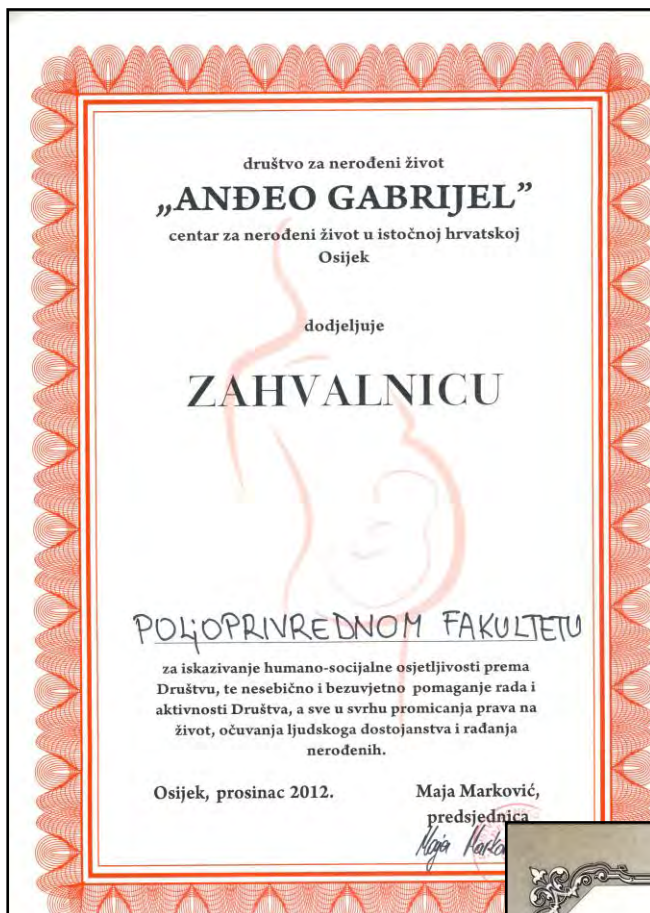 društvo za nerođeni život
„ANĐEO GABRIJEL”
centar za nerođeni život u istočnoj hrvatskoj
Osijek
dodjeljuje
ZAHVALNICU
POLJOPRIVREDNOM FAKULTETU
za iskazivanje humano-socijalne osjetljivosti prema
Društvu, te nesebično i bezuvjetno pomaganje rada i
aktivnosti Društva, a sve u svrhu promicanja prava na
život, očuvanja ljudskoga dostojanstva i rađanja
nerođenih.
Osijek, prosinac 2012.
Maja Marković,
predsjednica
Maja